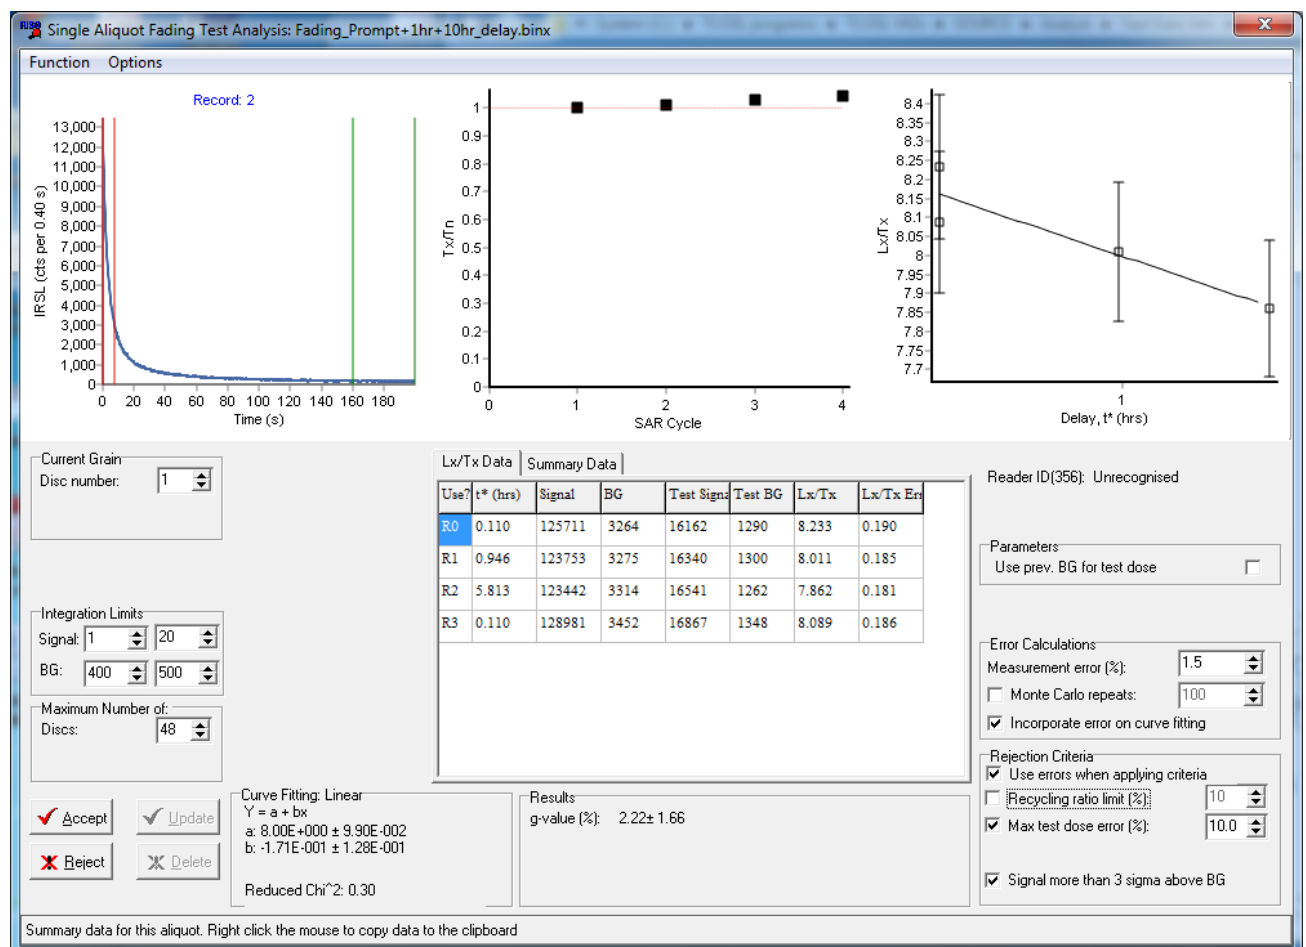 Single Aliquot Fading Test Analysis: Fading_Prompt+1hr+10hr_delay.binx
Function Options
Record: 2
13,000
12,000
11,000
10,000
9,000
8,000
7,000
6,000
5,000
4,000
3,000
2,000
1,000
0
IRSL (cts per 0.40 s)
0 20 40 60 80 100 120 140 160 180
Time (s)
1
0.9
0.8
0.7
0.6
0.5
0.4
0.3
0.2
0.1
0
Tx/Tn
0 1 2 3 4
SAR Cycle
8.4
8.35
8.3
8.25
8.2
8.15
8.1
8.05
8
7.95
7.9
7.85
7.8
7.75
7.7
Lx/Tx
1
Delay, t* (hrs)
Current Grain
Disc number: 1
Integration Limits
Signal: 1 20
BG: 400 500
Maximum Number of:
Discs: 48
Accept Update
Reject Delete
Lx/Tx Data Summary Data
Use? t* (hrs) Signal BG Test Signa Test BG Lx/Tx Lx/Tx Err
R0 0.110 125711 3264 16162 1290 8.233 0.190
R1 0.946 123753 3275 16340 1300 8.011 0.185
R2 5.813 123442 3314 16541 1262 7.862 0.181
R3 0.110 128981 3452 16867 1348 8.089 0.186
Curve Fitting: Linear
Y = a + bx
a: 8.00E+000 ± 9.90E-002
b: -1.71E-001 ± 1.28E-001
Reduced Chi^2: 0.30
Results
g-value (%): 2.22± 1.66
Reader ID(356): Unrecognised
Parameters
Use prev. BG for test dose
Error Calculations
Measurement error (%): 1.5
Monte Carlo repeats: 100
Incorporate error on curve fitting
Rejection Criteria
Use errors when applying criteria
Recycling ratio limit (%): 10
Max test dose error (%): 10.0
Signal more than 3 sigma above BG
Summary data for this aliquot. Right click the mouse to copy data to the clipboard